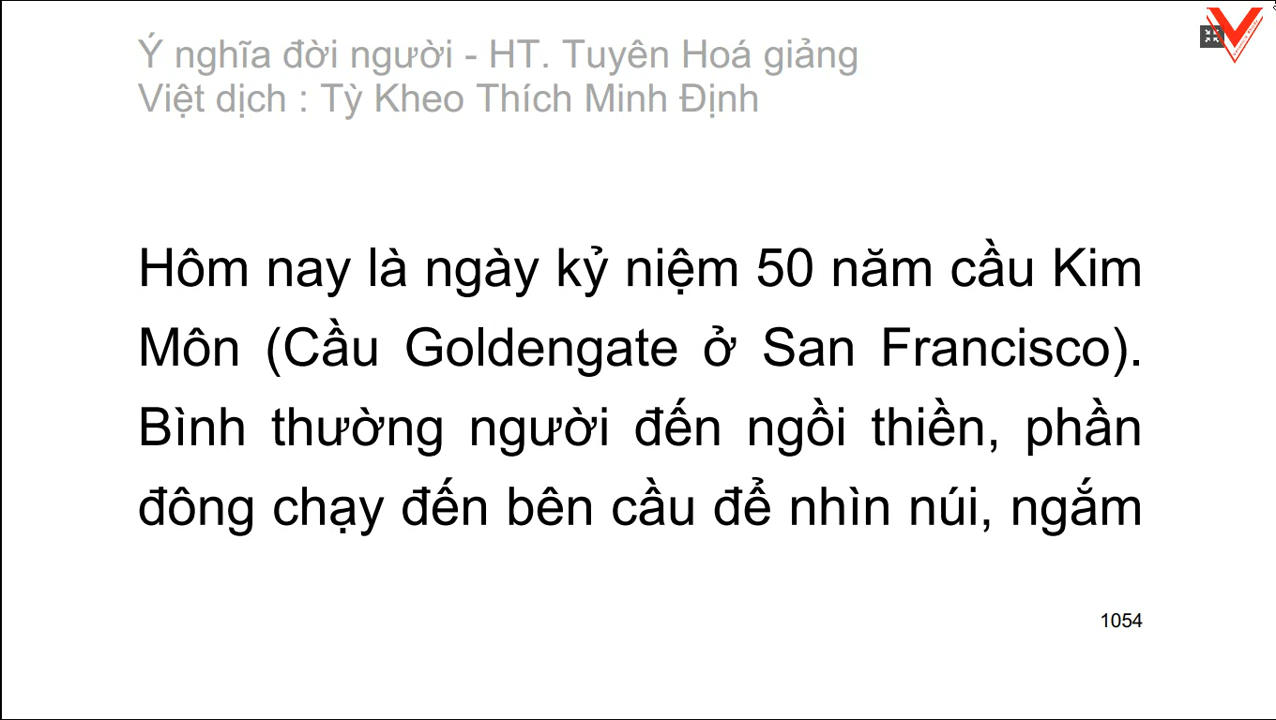 Ý nghĩa đời người - HT. Tuyên Hoá giảng
Việt dịch : Tỳ Kheo Thích Minh Định
Hôm nay là ngày kỷ niệm 50 năm cầu Kim
Môn (Cầu Goldengate ở San Francisco).
Bình thường người đến ngồi thiền, phần
đông chạy đến bên cầu để nhìn núi, ngắm
1054